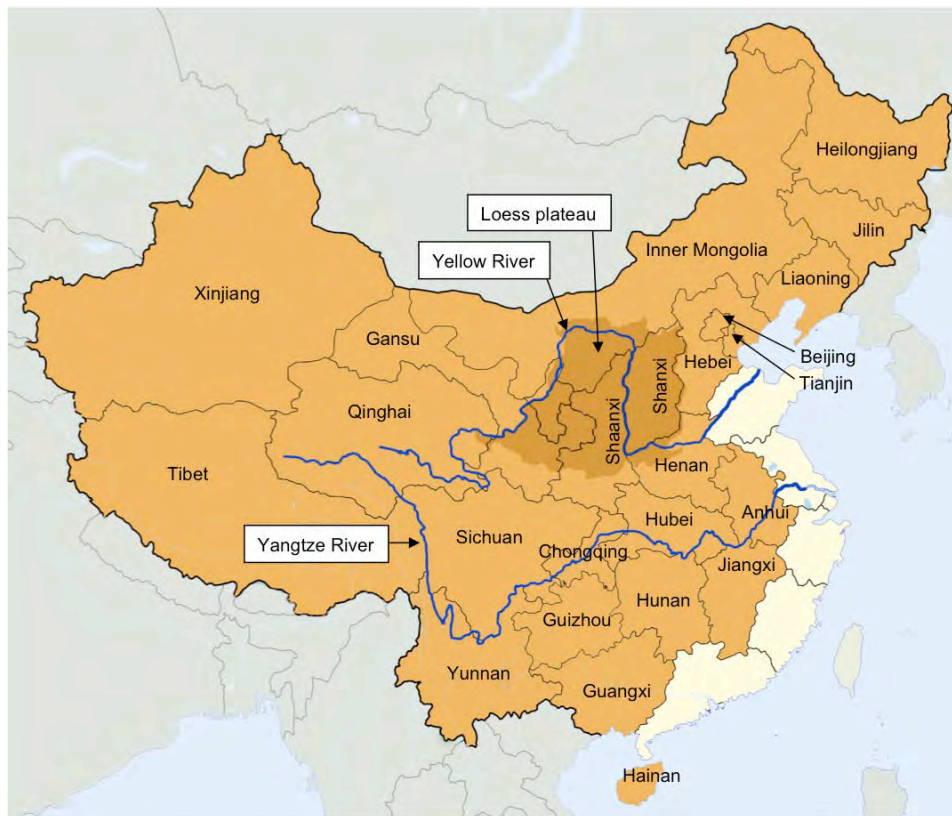 Heilongjiang
Loess plateau
Jilin
Inner Mongolia
Yellow River
Liaoning
Xinjiang
Gansu
Beijing
Hebei
Shanxi
Tianjin
Qinghai
Shaanxi
Henan
Tibet
Anhui
Hubei
Sichuan
Yangtze River
Chongqing
Jiangxi
Hunan
Guizhou
Yunnan
Guangxi
Hainan